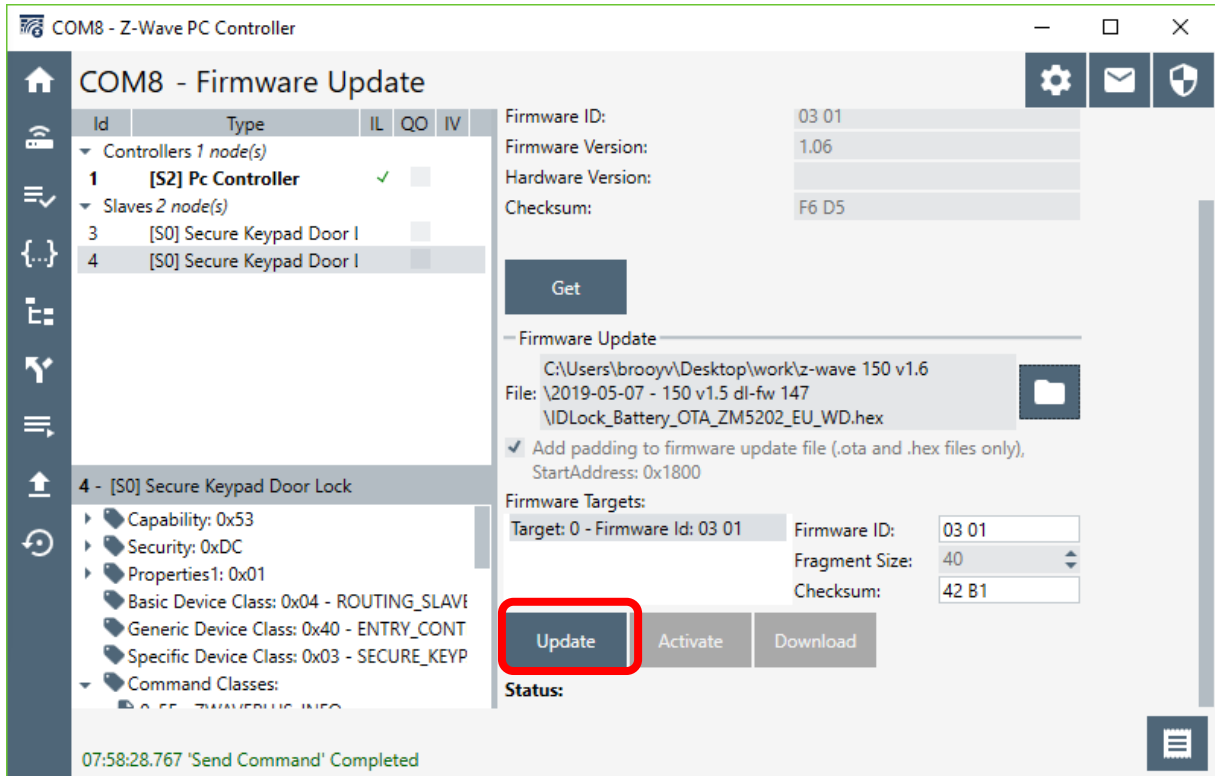 COM8 - Z-Wave PC Controller
COM8 - Firmware Update
Id Type IL QO IV
Controllers 1 node(s)
1 [S2] Pc Controller
Slaves 2 node(s)
3 [S0] Secure Keypad Door l
4 [S0] Secure Keypad Door l
4 - [S0] Secure Keypad Door Lock
Capability: 0x53
Security: 0xDC
Properties1: 0x01
Basic Device Class: 0x04 - ROUTING_SLAVE
Generic Device Class: 0x40 - ENTRY_CONT
Specific Device Class: 0x03 - SECURE_KEYP
Command Classes:
Firmware ID: 03 01
Firmware Version: 1.06
Hardware Version:
Checksum: F6 D5
Get
Firmware Update
C:\Users\brooyv\Desktop\work\z-wave 150 v1.6
File: \2019-05-07 - 150 v1.5 dl-fw 147
\IDLock_Battery_OTA_ZM5202_EU_WD.hex
Add padding to firmware update file (.ota and .hex files only),
StartAddress: 0x1800
Firmware Targets:
Target: 0 - Firmware Id: 03 01
Firmware ID: 03 01
Fragment Size: 40
Checksum: 42 B1
Update Activate Download
Status:
07:58:28.767 'Send Command' Completed